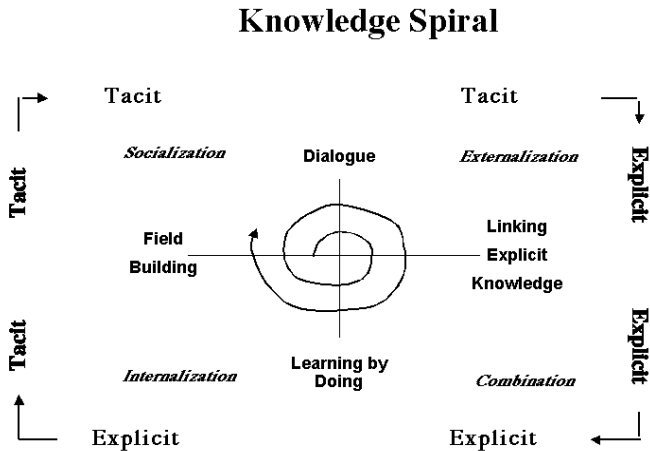 Knowledge Spiral
Tacit
Tacit
Tacit
Socialization
Dialogue
Externalization
Explicit
Field
Building
Linking
Explicit
Knowledge
Tacit
Internalization
Learning by
Doing
Combination
Explicit
Explicit
Explicit